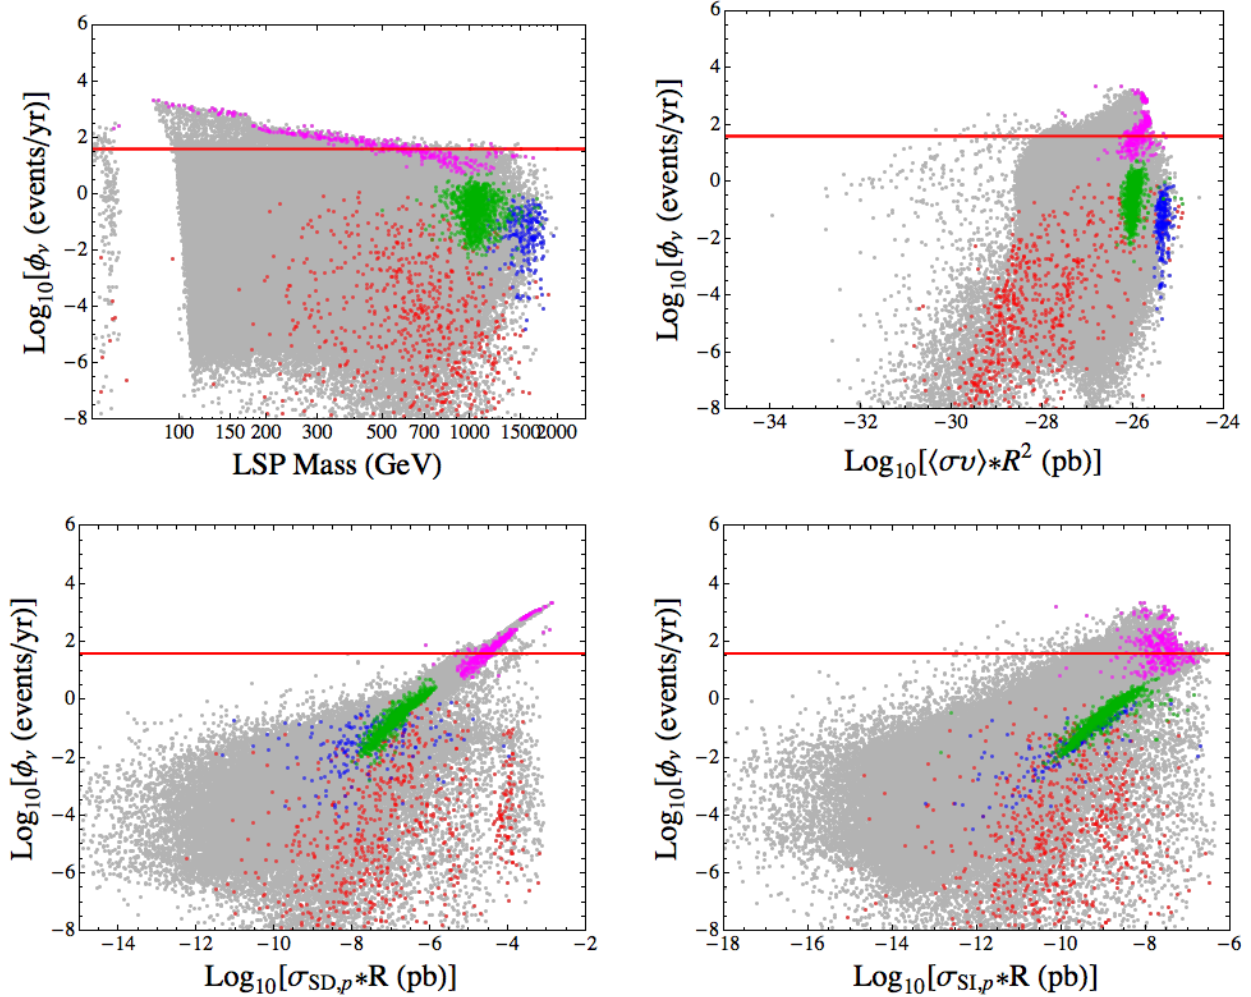 6
4
2
0
−2
−4
−6
−8
Log10[ϕν (events/yr)]
100 150 200 300 500 700 1000 1500 2000
LSP Mass (GeV)
6
4
2
0
−2
−4
−6
−8
Log10[ϕν (events/yr)]
−34 −32 −30 −28 −26 −24
Log10[⟨συ⟩∗R² (pb)]
6
4
2
0
−2
−4
−6
−8
Log10[ϕν (events/yr)]
−14 −12 −10 −8 −6 −4 −2
Log10[σSD,p∗R (pb)]
6
4
2
0
−2
−4
−6
−8
Log10[ϕν (events/yr)]
−18 −16 −14 −12 −10 −8 −6
Log10[σSI,p∗R (pb)]